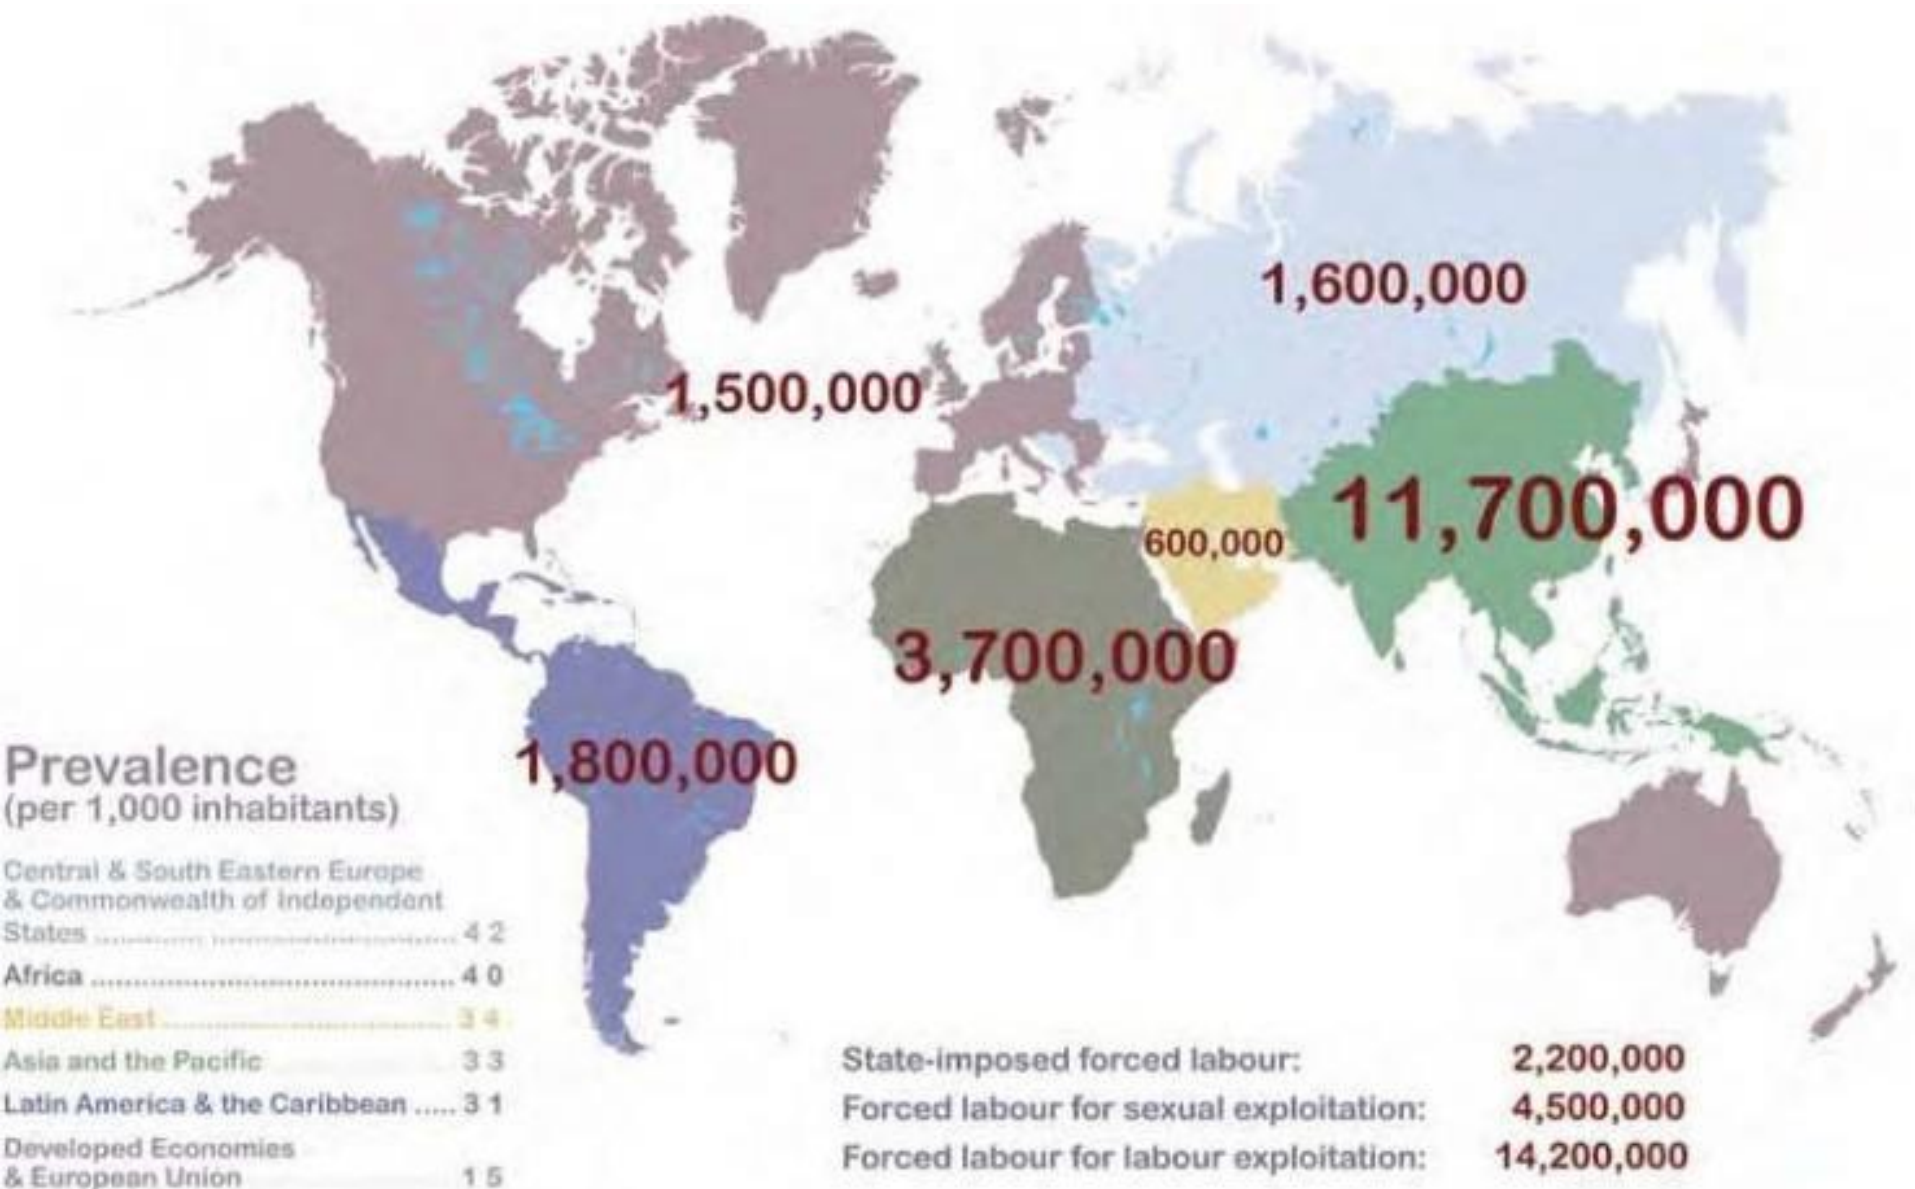 1,600,000
1,500,000
11,700,000
600,000
3,700,000
1,800,000
Prevalence
(per 1,000 inhabitants)
Central & South Eastern Europe
& Commonwealth of Independent
States ........... ................................ 4 2
Africa ............................................ 4 0
Middle East .................................. 3 4
Asia and the Pacific 3 3
Latin America & the Caribbean ..... 3 1
Developed Economies
& European Union 1 5
State-imposed forced labour: 2,200,000
Forced labour for sexual exploitation: 4,500,000
Forced labour for labour exploitation: 14,200,000